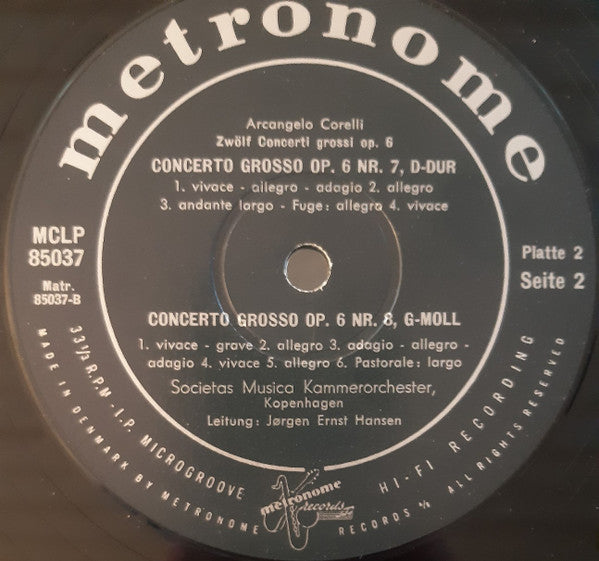 metronome
Arcangelo Corelli
Zwölf Concerti grossi op. 6
CONCERTO GROSSO OP. 6 NR. 7, D-DUR
1. vivace - allegro - adagio 2. allegro
3. andante largo - Fuge: allegro 4. vivace
MCLP
85037
Matr.
85037-B
Platte 2
Seite 2
CONCERTO GROSSO OP. 6 NR. 8, G-MOLL
1. vivace - grave 2. allegro 3. adagio - allegro -
adagio 4. vivace 5. allegro 6. Pastorale: largo
Societas Musica Kammerorchester,
Kopenhagen
Leitung: Jørgen Ernst Hansen
33 1/3 R.P.M - L.P. MICROGROOVE
HI-FI RECORDING
MADE IN DENMARK BY METRONOME RECORDS A/S ALL RIGHTS RESERVED
metronome
records